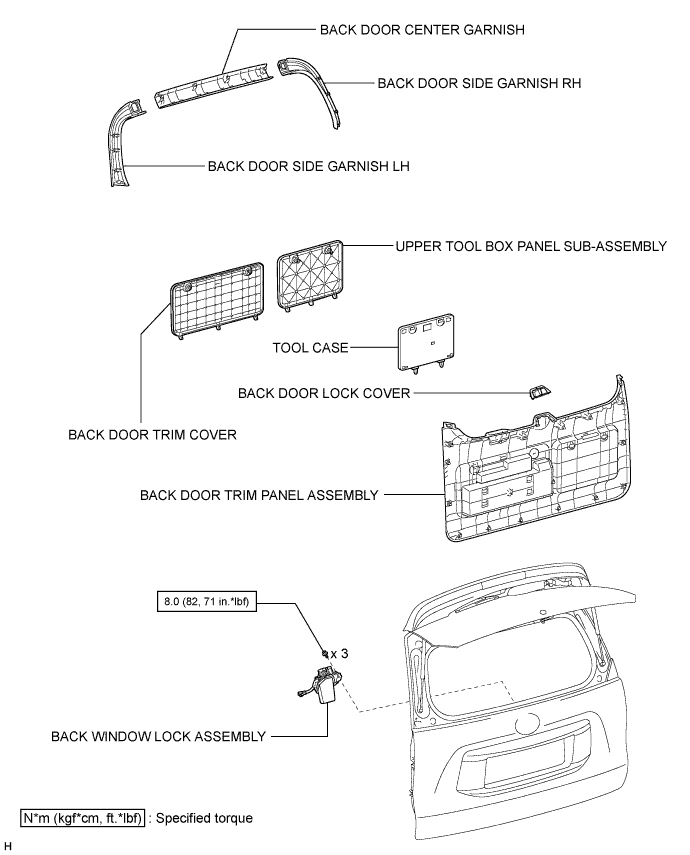 BACK DOOR CENTER GARNISH
BACK DOOR SIDE GARNISH RH
BACK DOOR SIDE GARNISH LH
UPPER TOOL BOX PANEL SUB-ASSEMBLY
TOOL CASE
BACK DOOR LOCK COVER
BACK DOOR TRIM COVER
BACK DOOR TRIM PANEL ASSEMBLY
8.0 (82, 71 in.*lbf)
x 3
BACK WINDOW LOCK ASSEMBLY
N*m (kgf*cm, ft.*lbf) : Specified torque
H